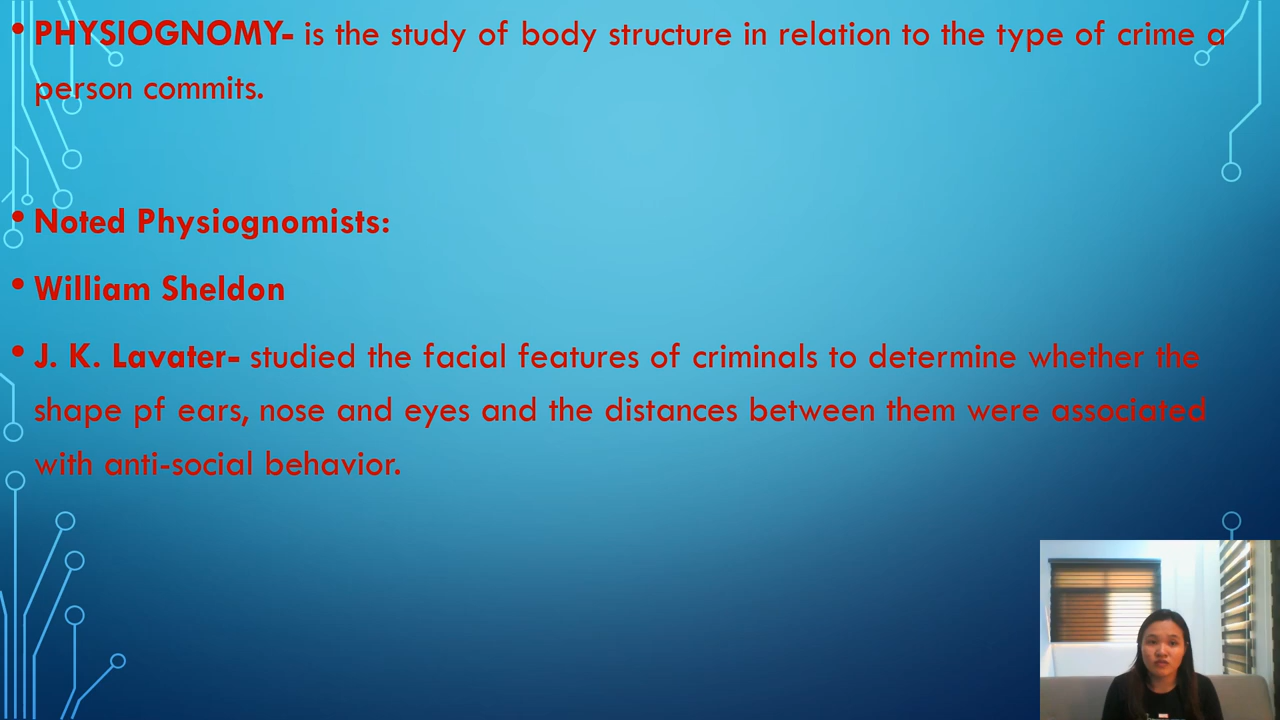 • PHYSIOGNOMY- is the study of body structure in relation to the type of crime a
person commits.
• Noted Physiognomists:
• William Sheldon
• J. K. Lavater- studied the facial features of criminals to determine whether the
shape pf ears, nose and eyes and the distances between them were associated
with anti-social behavior.